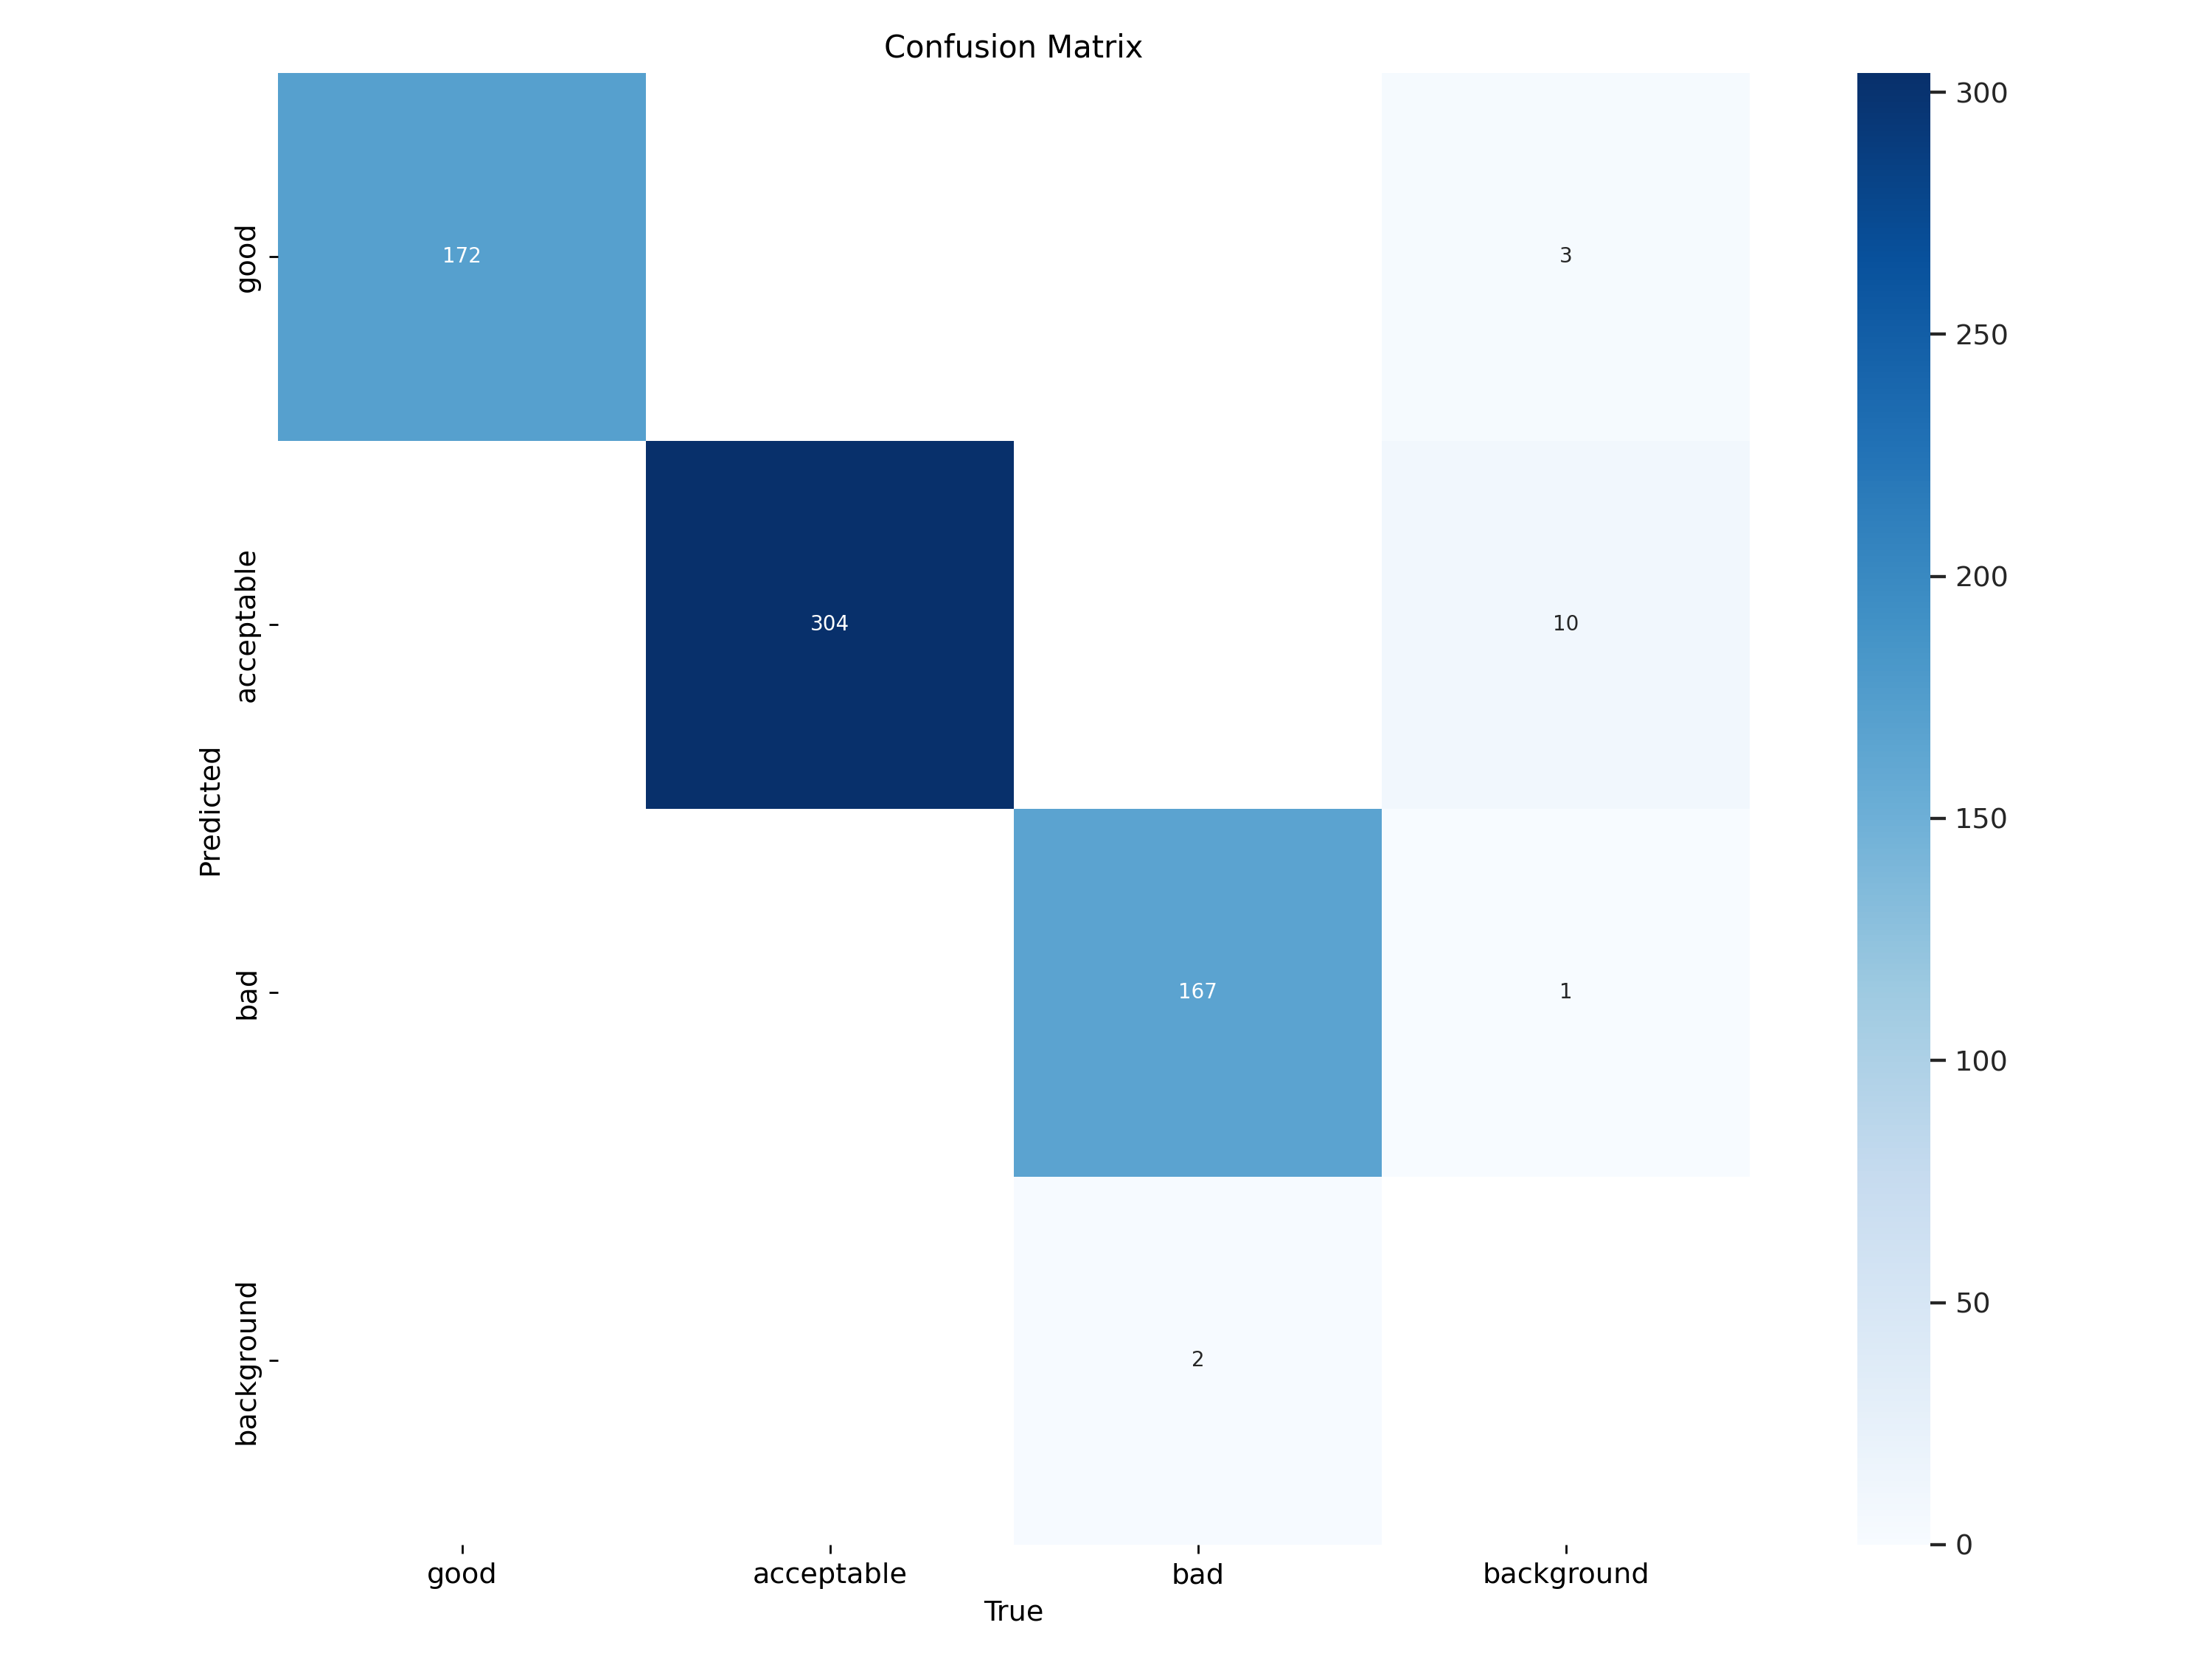 Confusion Matrix
good
acceptable
bad
background
Predicted
172
3
304
10
167
1
2
good
acceptable
bad
background
True
300
250
200
150
100
50
0